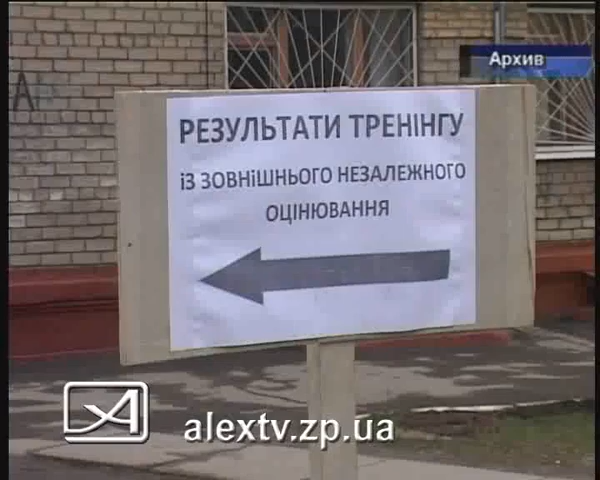 Архив
РЕЗУЛЬТАТИ ТРЕНІНГУ
ІЗ ЗОВНІШНЬОГО НЕЗАЛЕЖНОГО
ОЦІНЮВАННЯ
alextv.zp.ua